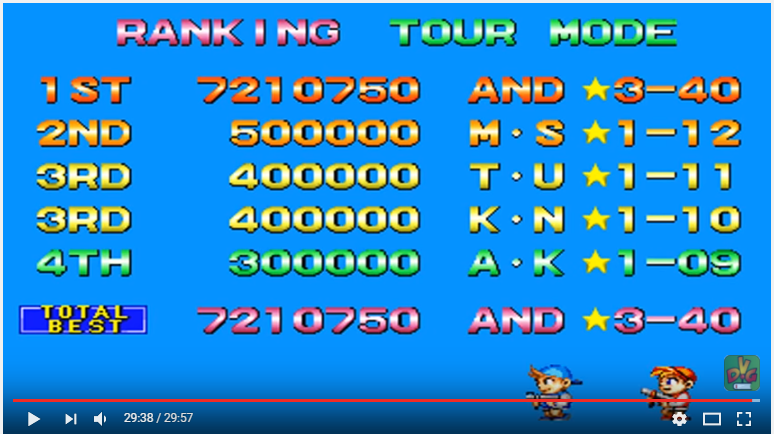 RANKING TOUR MODE
1ST 7210750 AND ★3-40
2ND 500000 M·S ★1-12
3RD 400000 T·U ★1-11
3RD 400000 K·N ★1-10
4TH 300000 A·K ★1-09
TOTAL BEST 7210750 AND ★3-40
29:38 / 29:57